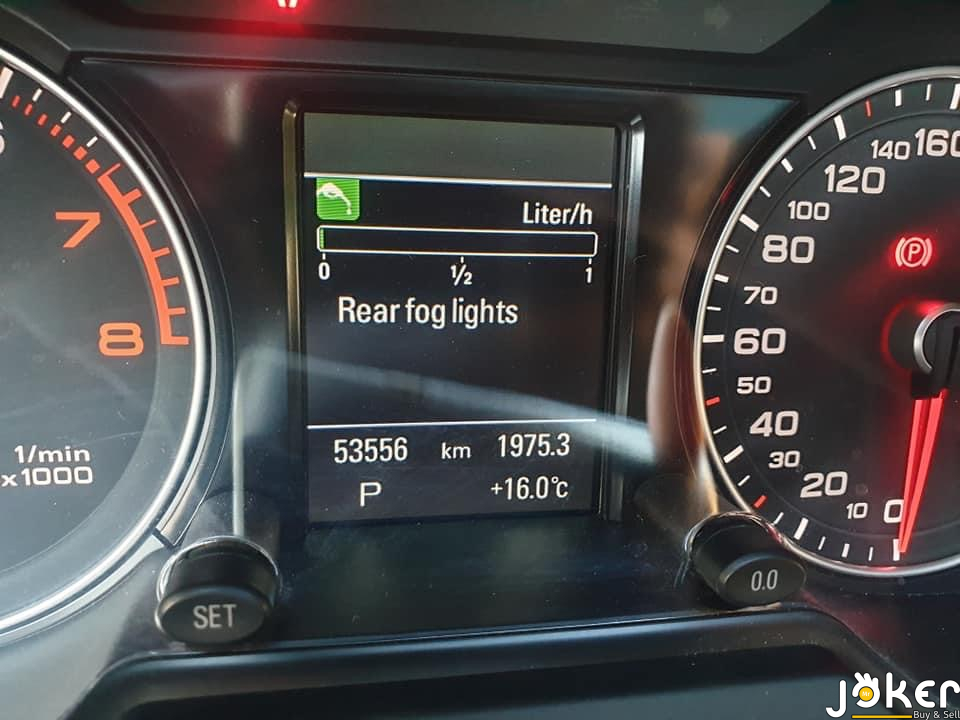 7
8
1/min
x1000
Liter/h
0 1/2 1
Rear fog lights
53556 km 1975.3
P +16.0°C
160
140
120
100
80
70
60
50
40
30
20
10
0
(P)
SET
0.0
JOKER
Buy & Sell